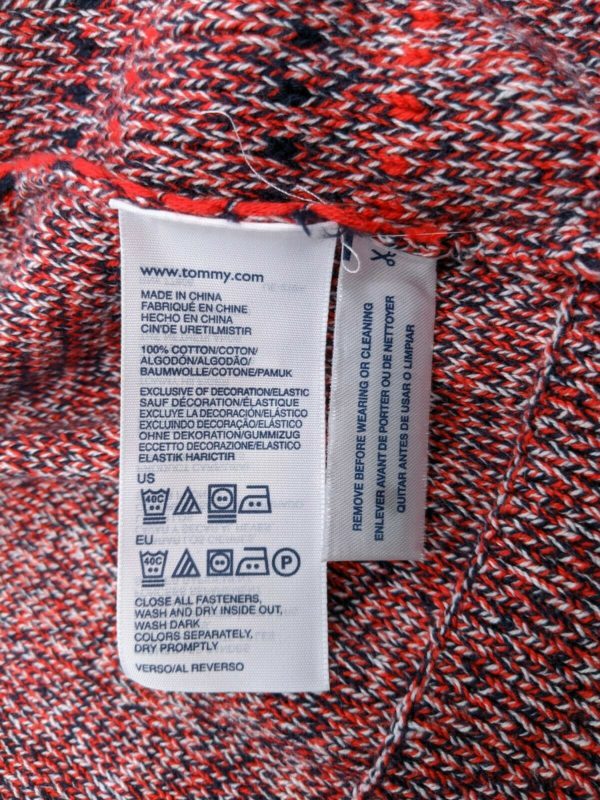 www.tommy.com
MADE IN CHINA
FABRIQUÉ EN CHINE
HECHO EN CHINA
CIN'DE URETILMISTIR
100% COTTON/COTON/
ALGODÓN/ALGODÃO/
BAUMWOLLE/COTONE/PAMUK
EXCLUSIVE OF DECORATION/ELASTIC
SAUF DÉCORATION/ÉLASTIQUE
EXCLUYE LA DECORACIÓN/ELÁSTICO
EXCLUINDO DECORAÇÃO/ELÁSTICO
OHNE DEKORATION/GUMMIZUG
ECCETTO DECORAZIONE/ELASTICO
ELASTIK HARICTIR
US
40C
EU
40C P
CLOSE ALL FASTENERS,
WASH AND DRY INSIDE OUT,
WASH DARK
COLORS SEPARATELY,
DRY PROMPTLY
VERSO/AL REVERSO
REMOVE BEFORE WEARING OR CLEANING
ENLEVER AVANT DE PORTER OU DE NETTOYER
QUITAR ANTES DE USAR O LIMPIAR